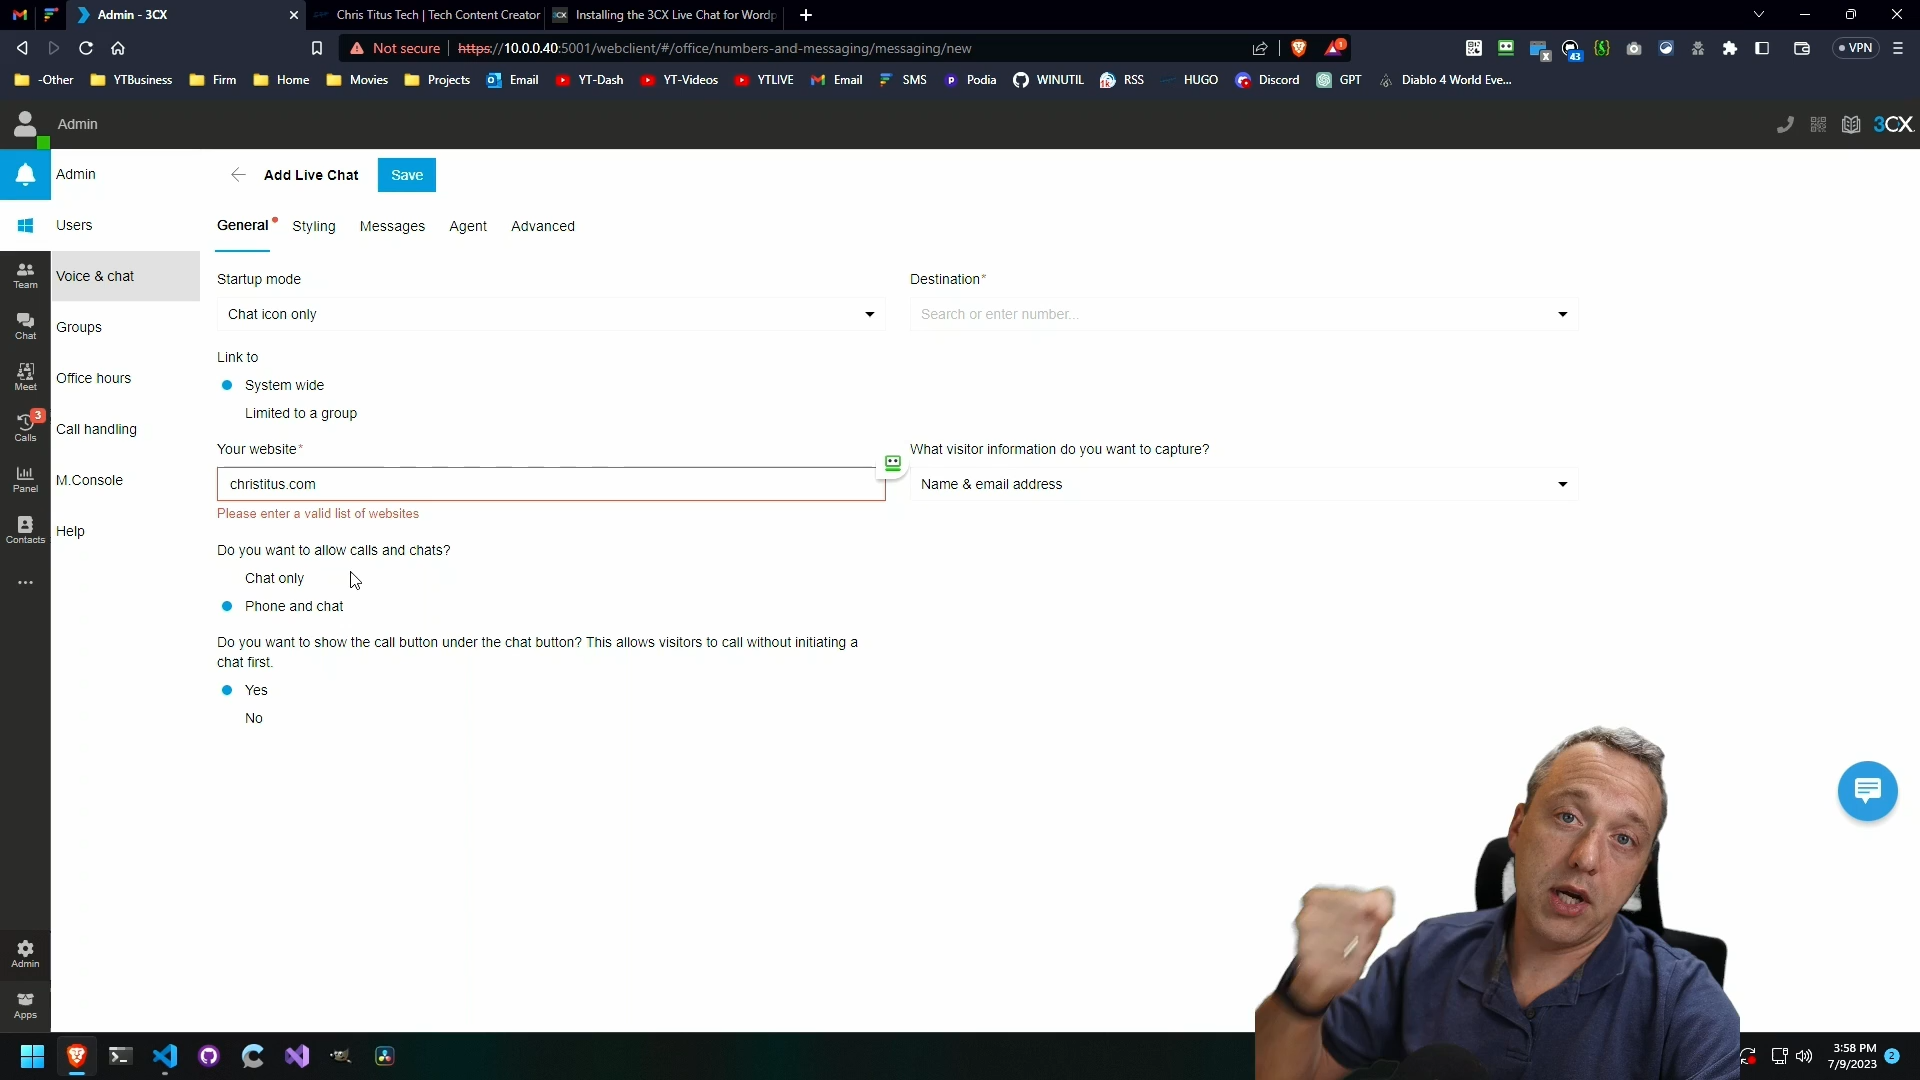 Admin - 3CX
Chris Titus Tech | Tech Content Creator
Installing the 3CX Live Chat for Wordp
Not secure
https://10.0.0.40:5001/webclient/#/office/numbers-and-messaging/messaging/new
1
43
VPN
-Other
YTBusiness
Firm
Home
Movies
Projects
Email
YT-Dash
YT-Videos
YTLIVE
Email
SMS
Podia
WINUTIL
RSS
HUGO
Discord
GPT
Diablo 4 World Eve...
Admin
3CX
Admin
Users
Voice & chat
Groups
Office hours
Call handling
M.Console
Help
Team
Chat
Meet
3
Calls
Panel
Contacts
Admin
Apps
Add Live Chat
Save
General
Styling
Messages
Agent
Advanced
Startup mode
Chat icon only
Destination*
Search or enter number...
Link to
System wide
Limited to a group
Your website*
christitus.com
Please enter a valid list of websites
What visitor information do you want to capture?
Name & email address
Do you want to allow calls and chats?
Chat only
Phone and chat
Do you want to show the call button under the chat button? This allows visitors to call without initiating a
chat first.
Yes
No
3:58 PM
7/9/2023
2